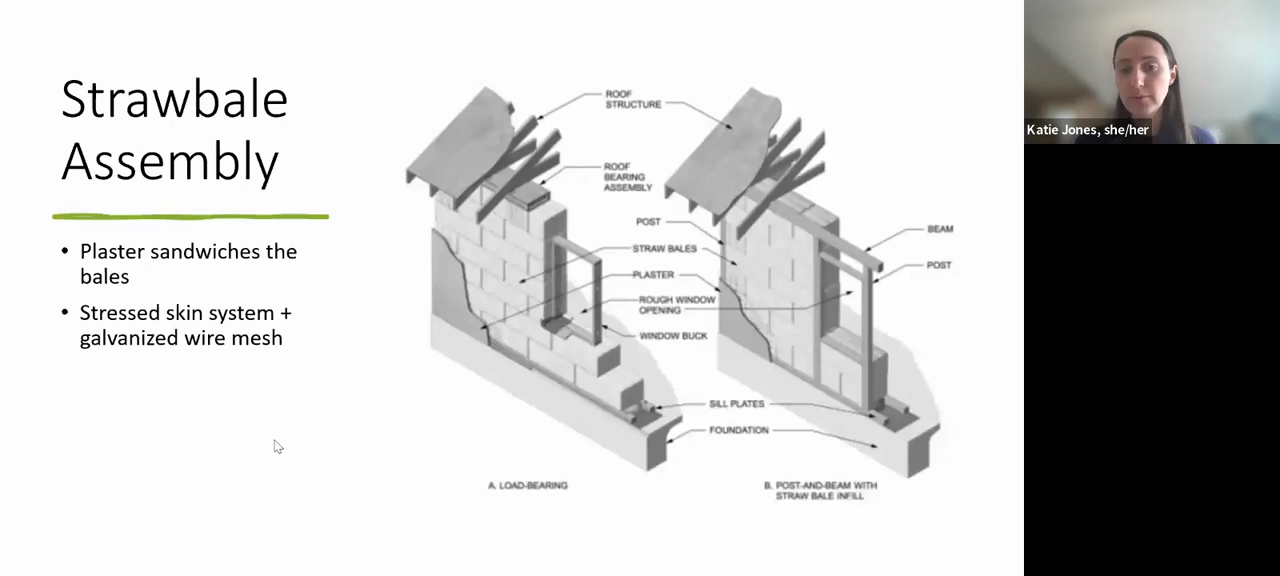 Strawbale
Assembly
• Plaster sandwiches the
bales
• Stressed skin system +
galvanized wire mesh
ROOF
STRUCTURE
ROOF
BEARING
ASSEMBLY
POST
STRAW BALES
PLASTER
ROUGH WINDOW
OPENING
WINDOW BUCK
BEAM
POST
SILL PLATES
FOUNDATION
A. LOAD-BEARING
B. POST-AND-BEAM WITH
STRAW BALE INFILL
Katie Jones, she/her